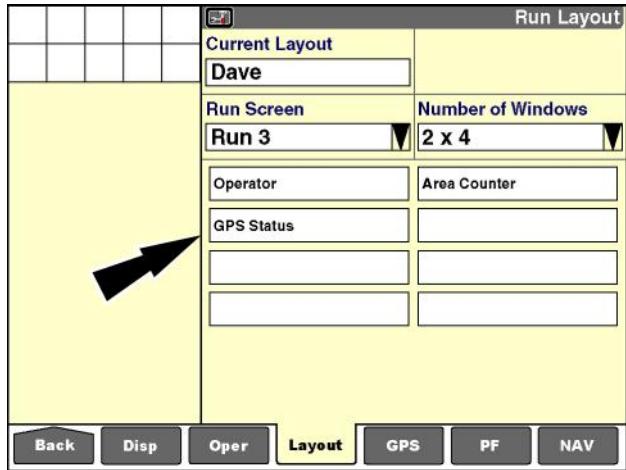 Run Layout
Current Layout
Dave
Run Screen
Number of Windows
Run 3
2 x 4
Operator
Area Counter
GPS Status
Back
Disp
Oper
Layout
GPS
PF
NAV